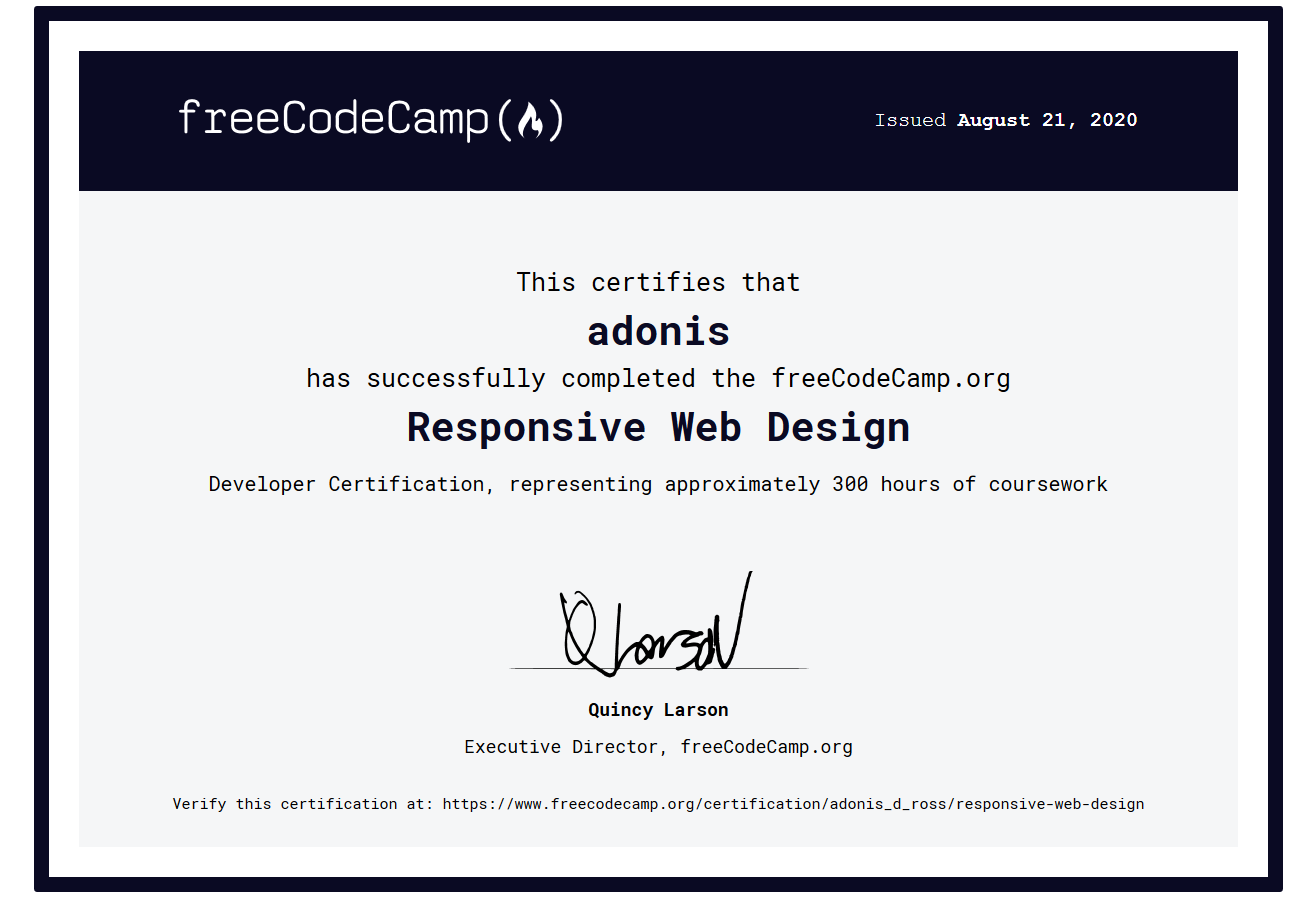 freeCodeCamp(🔥)
Issued August 21, 2020
This certifies that
adonis
has successfully completed the freeCodeCamp.org
Responsive Web Design
Developer Certification, representing approximately 300 hours of coursework
Q Larson
Quincy Larson
Executive Director, freeCodeCamp.org
Verify this certification at: https://www.freecodecamp.org/certification/adonis_d_ross/responsive-web-design